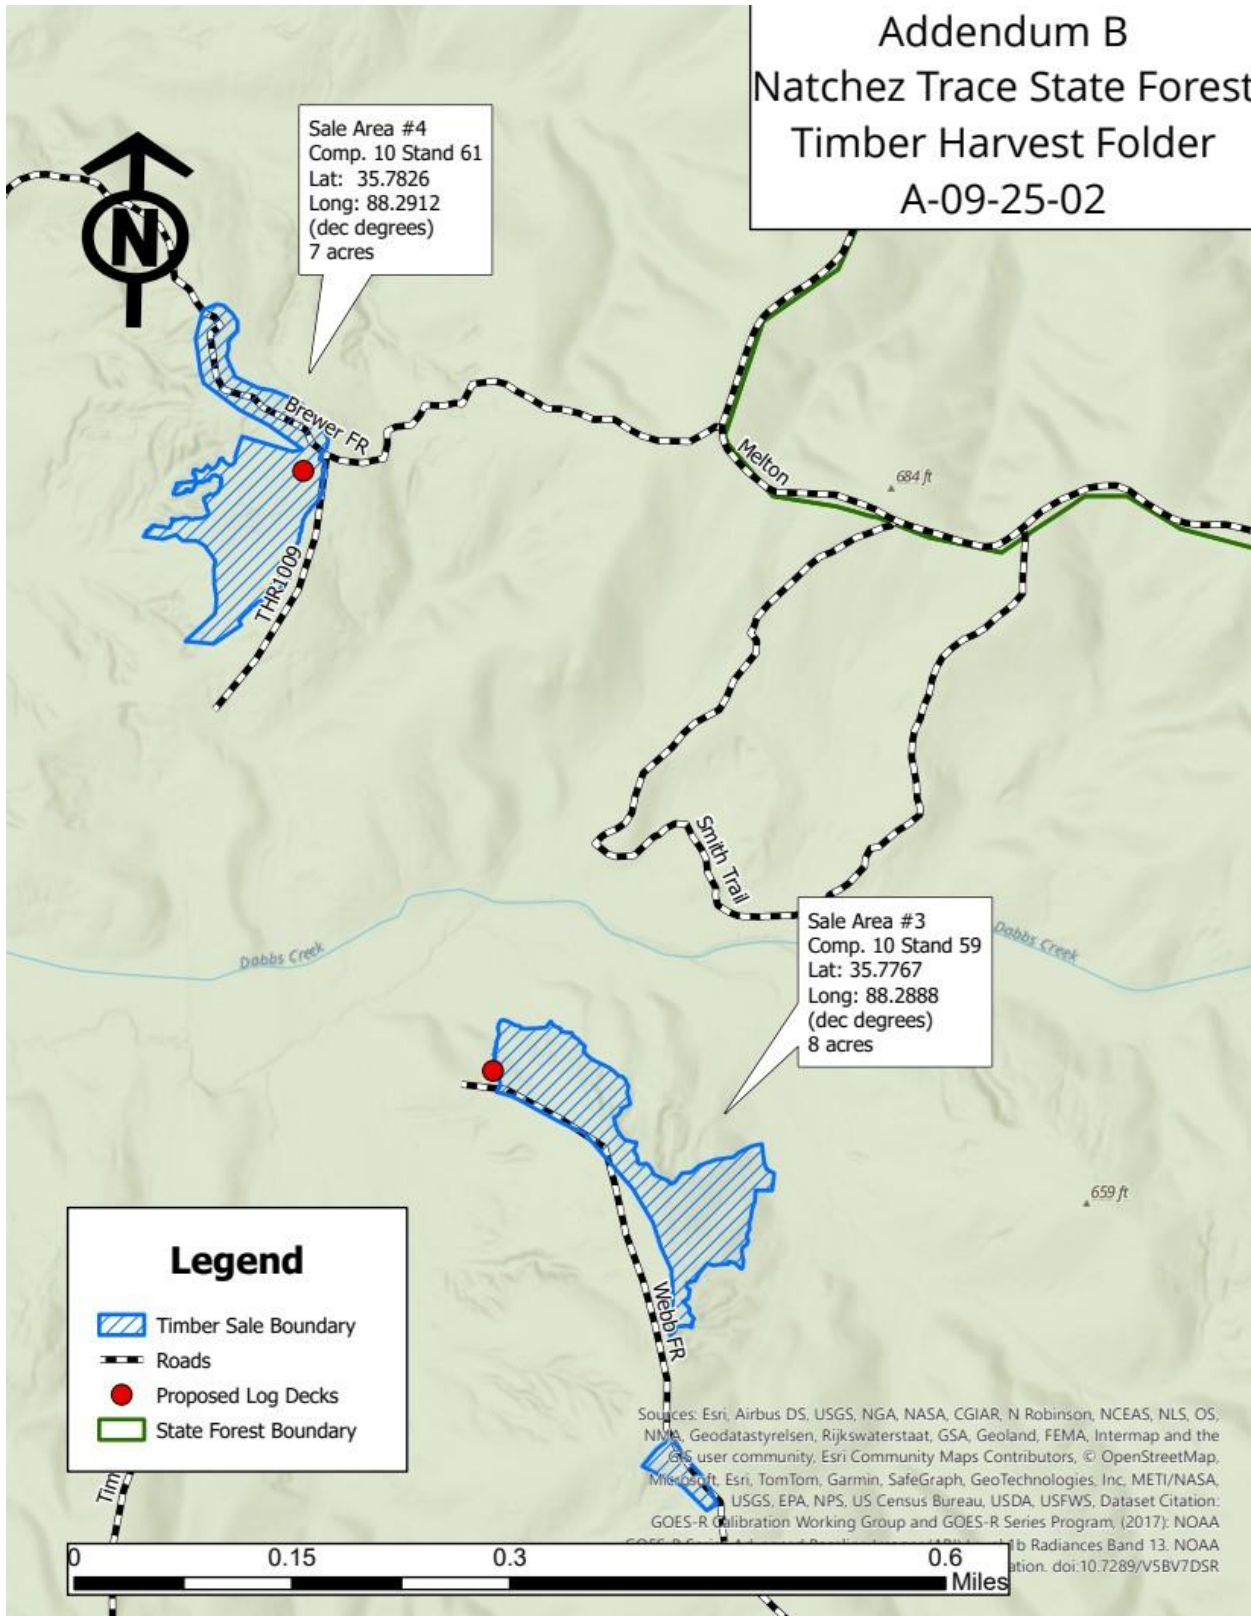 Addendum B
Natchez Trace State Forest
Timber Harvest Folder
A-09-25-02
Sale Area #4
Comp. 10 Stand 61
Lat: 35.7826
Long: 88.2912
(dec degrees)
7 acres
N
Brewer FR
Melton
684 ft
THR1009
Smith Trail
Sale Area #3
Comp. 10 Stand 59
Lat: 35.7767
Long: 88.2888
(dec degrees)
8 acres
Dabbs Creek
Dabbs Creek
659 ft
Webb FR
Legend
Timber Sale Boundary
Roads
Proposed Log Decks
State Forest Boundary
Tim
Sources: Esri, Airbus DS, USGS, NGA, NASA, CGIAR, N Robinson, NCEAS, NLS, OS,
NMA, Geodatastyrelsen, Rijkswaterstaat, GSA, Geoland, FEMA, Intermap and the
GIS user community, Esri Community Maps Contributors, © OpenStreetMap,
Microsoft, Esri, TomTom, Garmin, SafeGraph, GeoTechnologies, Inc, METI/NASA,
USGS, EPA, NPS, US Census Bureau, USDA, USFWS, Dataset Citation:
GOES-R Calibration Working Group and GOES-R Series Program, (2017): NOAA
1b Radiances Band 13. NOAA
ation. doi:10.7289/V5BV7DSR
0 0.15 0.3 0.6
Miles